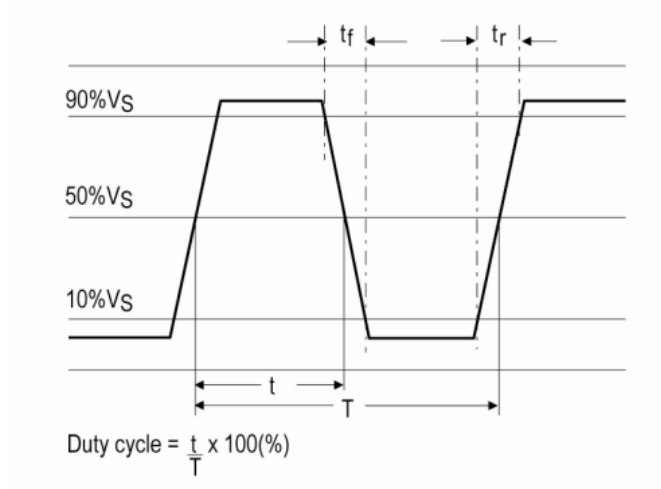 tf
tr
90%VS
50%VS
10%VS
t
T
Duty cycle = t/T x 100(%)